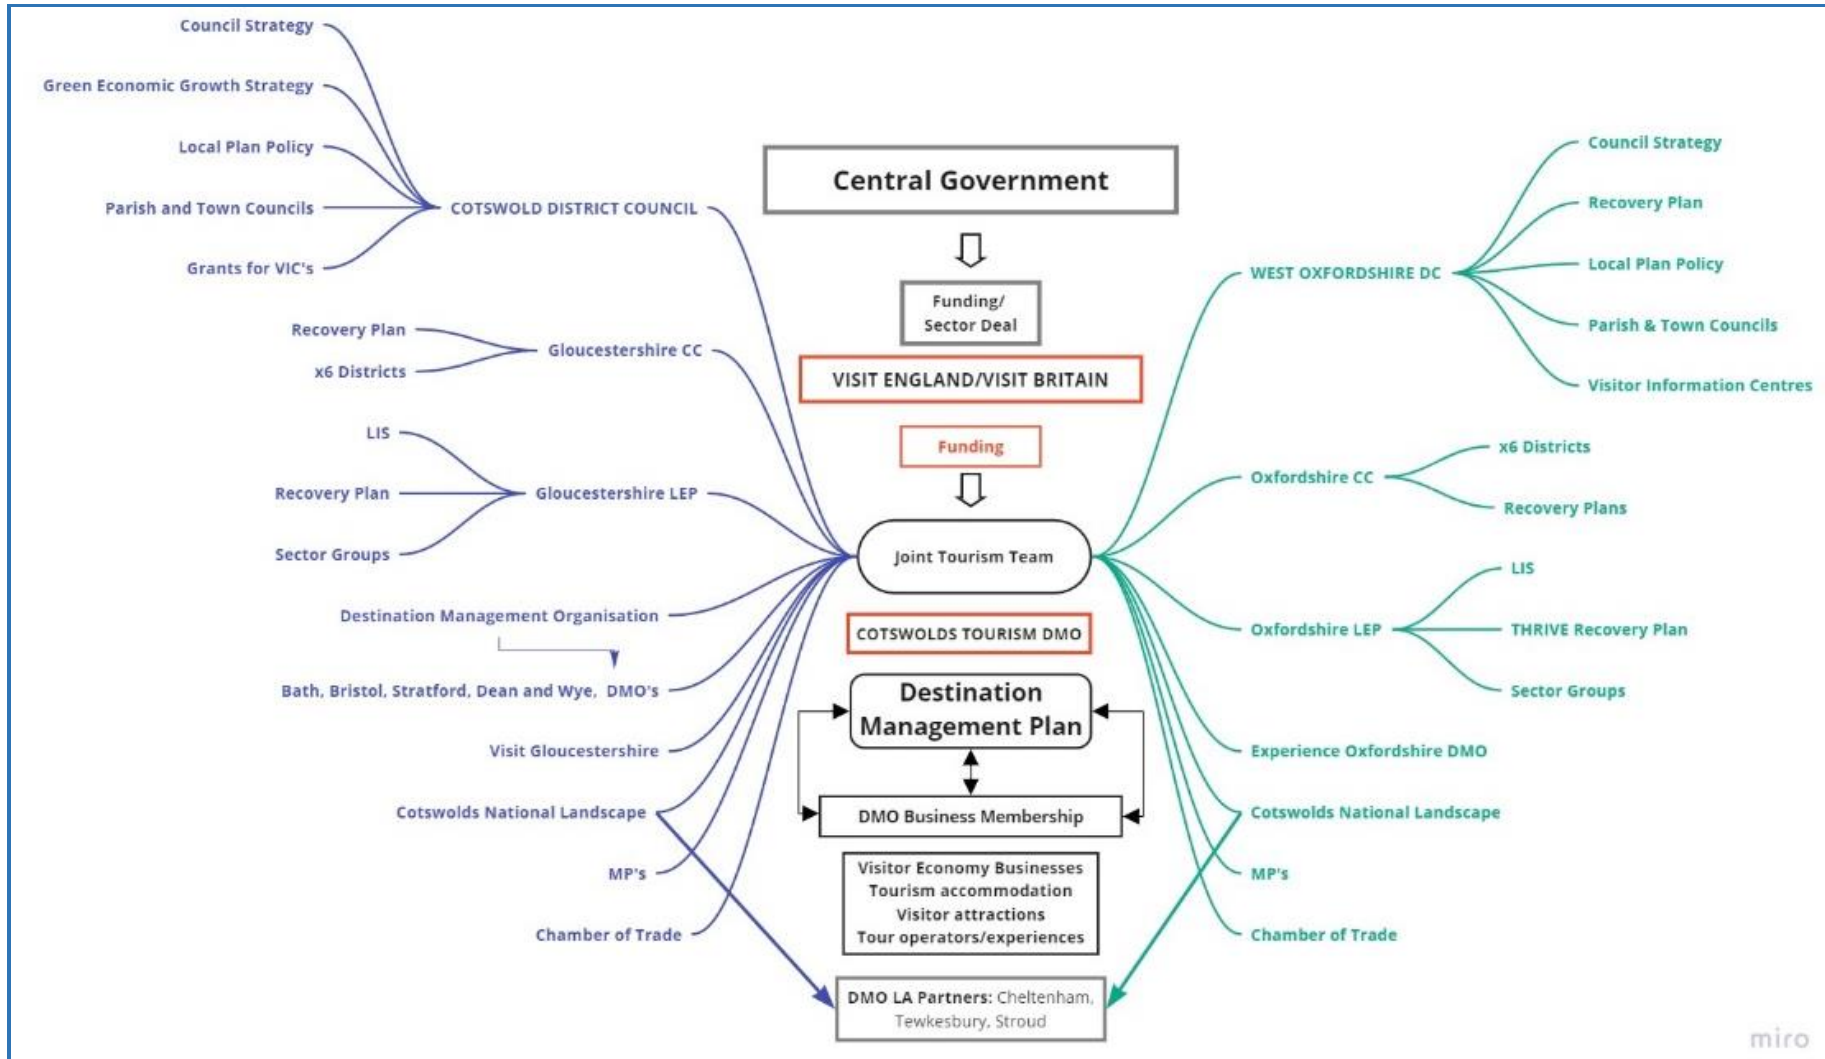 Council Strategy
Green Economic Growth Strategy
Local Plan Policy
Parish and Town Councils
Grants for VIC's
COTSWOLD DISTRICT COUNCIL
Recovery Plan
x6 Districts
Gloucestershire CC
LIS
Recovery Plan
Sector Groups
Gloucestershire LEP
Destination Management Organisation
Bath, Bristol, Stratford, Dean and Wye, DMO's
Visit Gloucestershire
Cotswolds National Landscape
MP's
Chamber of Trade
Central Government
Funding/
Sector Deal
VISIT ENGLAND/VISIT BRITAIN
Funding
Joint Tourism Team
COTSWOLDS TOURISM DMO
Destination
Management Plan
DMO Business Membership
Visitor Economy Businesses
Tourism accommodation
Visitor attractions
Tour operators/experiences
DMO LA Partners: Cheltenham,
Tewkesbury, Stroud
WEST OXFORDSHIRE DC
Council Strategy
Recovery Plan
Local Plan Policy
Parish & Town Councils
Visitor Information Centres
Oxfordshire CC
x6 Districts
Recovery Plans
Oxfordshire LEP
LIS
THRIVE Recovery Plan
Sector Groups
Experience Oxfordshire DMO
Cotswolds National Landscape
MP's
Chamber of Trade
miro